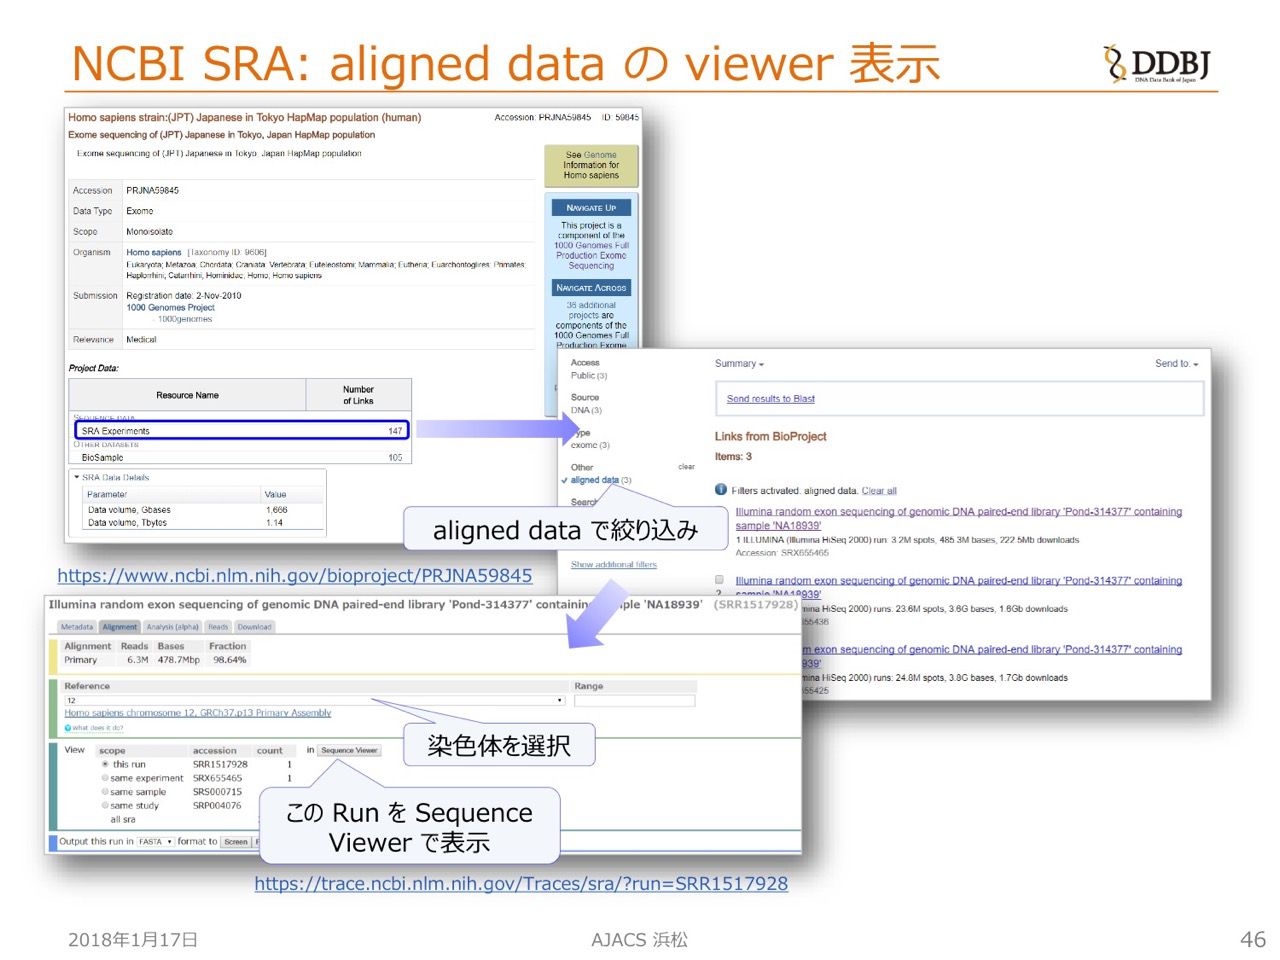 NCBI SRA: aligned data の viewer 表示
DDBJ
DNA Data Bank of Japan
Homo sapiens strain:(JPT) Japanese in Tokyo HapMap population (human)
Accession: PRJNA59845 ID: 59845
Exome sequencing of (JPT) Japanese in Tokyo, Japan HapMap population
Exome sequencing of (JPT) Japanese in Tokyo, Japan HapMap population
See Genome
Information for
Homo sapiens
Accession PRJNA59845
Data Type Exome
Scope Monoisolate
Organism Homo sapiens [Taxonomy ID: 9606]
Eukaryota; Metazoa; Chordata; Craniata; Vertebrata; Euteleostomi; Mammalia; Eutheria; Euarchontoglires; Primates;
Haplorrhini; Catarrhini; Hominidae; Homo; Homo sapiens
Submission Registration date: 2-Nov-2010
1000 Genomes Project
- 1000genomes
Relevance Medical
NAVIGATE UP
This project is a
component of the
1000 Genomes Full
Production Exome
Sequencing
NAVIGATE ACROSS
36 additional
projects are
components of the
1000 Genomes Full
Production Exome
Project Data:
Resource Name Number
of Links
SEQUENCE DATA
SRA Experiments 147
OTHER DATASETS
BioSample 105
SRA Data Details
Parameter Value
Data volume, Gbases 1,666
Data volume, Tbytes 1.14
https://www.ncbi.nlm.nih.gov/bioproject/PRJNA59845
Access
Public (3)
Source
DNA (3)
Type
exome (3)
Other clear
aligned data (3)
Search
Show additional filters
aligned data で絞り込み
Summary Send to:
Send results to Blast
Links from BioProject
Items: 3
Filters activated: aligned data. Clear all
Illumina random exon sequencing of genomic DNA paired-end library 'Pond-314377' containing
sample 'NA18939'
1 ILLUMINA (Illumina HiSeq 2000) run: 3.2M spots, 485.3M bases, 222.5Mb downloads
Accession: SRX655465
Illumina random exon sequencing of genomic DNA paired-end library 'Pond-314377' containing
2 sample 'NA18939'
mina HiSeq 2000) runs: 23.6M spots, 3.6G bases, 1.6Gb downloads
55436
om exon sequencing of genomic DNA paired-end library 'Pond-314377' containing
939'
mina HiSeq 2000) runs: 24.8M spots, 3.8G bases, 1.7Gb downloads
55425
Illumina random exon sequencing of genomic DNA paired-end library 'Pond-314377' containing sample 'NA18939' (SRR1517928)
Metadata Alignment Analysis (alpha) Reads Download
Alignment Reads Bases Fraction
Primary 6.3M 478.7Mbp 98.64%
Reference Range
12
Homo sapiens chromosome 12, GRCh37.p13 Primary Assembly
what does it do?
染色体を選択
View scope accession count in Sequence Viewer
this run SRR1517928 1
same experiment SRX655465 1
same sample SRS000715
same study SRP004076
all sra
Output this run in FASTA format to Screen F
この Run を Sequence
Viewer で表示
https://trace.ncbi.nlm.nih.gov/Traces/sra/?run=SRR1517928
2018年1月17日
AJACS 浜松
46